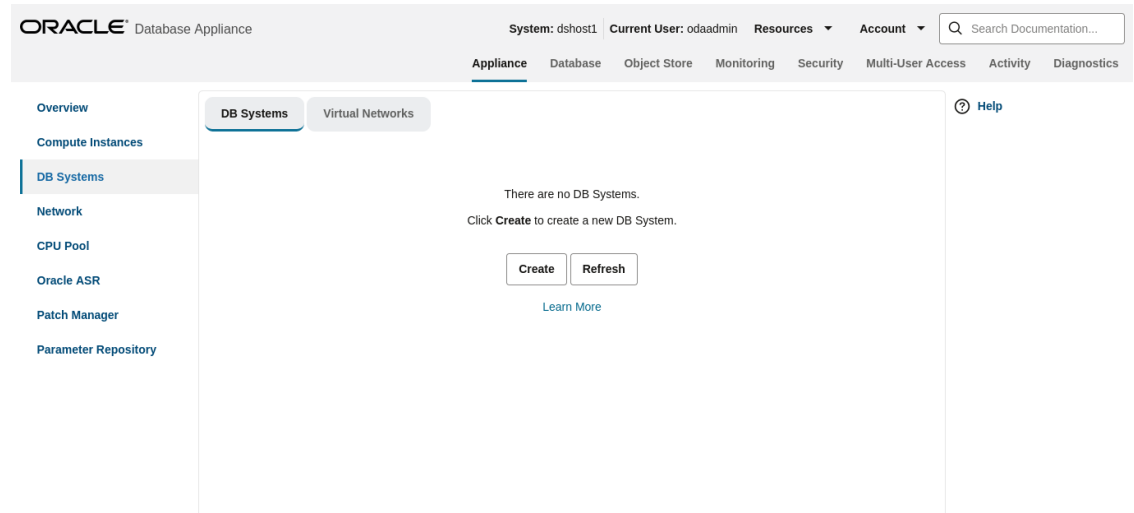 ORACLE® Database Appliance
System: dshost1 Current User: odaadmin Resources Account Search Documentation...
Appliance Database Object Store Monitoring Security Multi-User Access Activity Diagnostics
Overview
Compute Instances
DB Systems
Network
CPU Pool
Oracle ASR
Patch Manager
Parameter Repository
DB Systems Virtual Networks
There are no DB Systems.
Click Create to create a new DB System.
Create Refresh
Learn More
Help